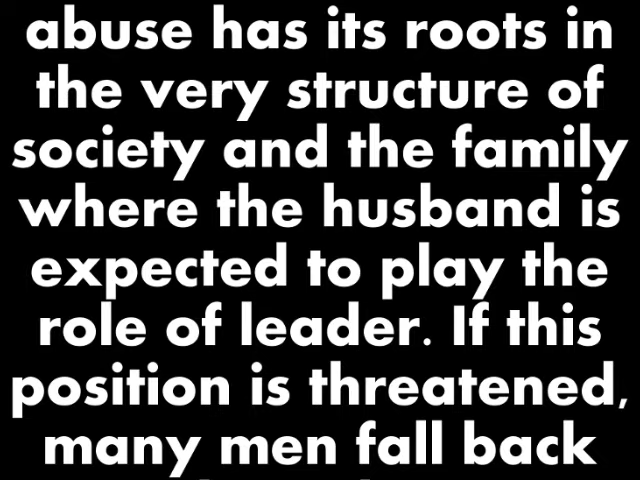 abuse has its roots in
the very structure of
society and the family
where the husband is
expected to play the
role of leader. If this
position is threatened,
many men fall back